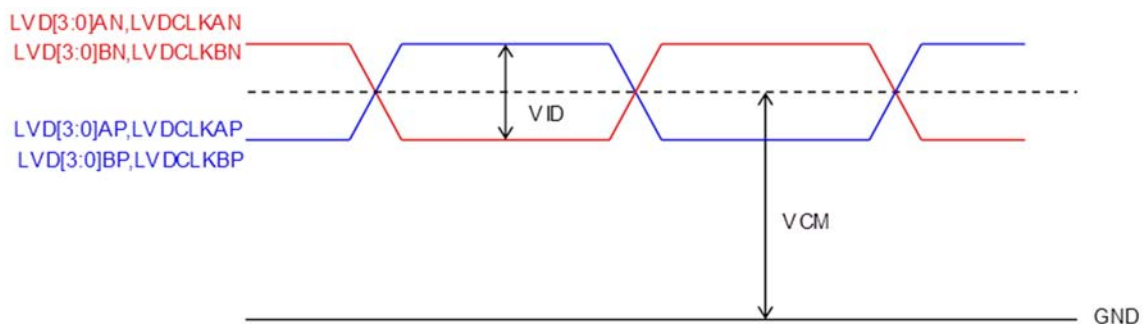 LVD[3:0]AN,LVDCLKAN
LVD[3:0]BN,LVDCLKBN
VID
LVD[3:0]AP,LVDCLKAP
LVD[3:0]BP,LVDCLKBP
VCM
GND